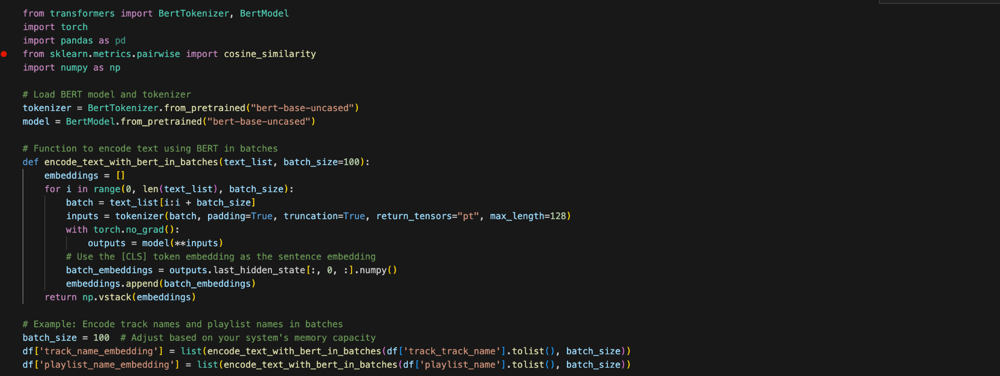 from transformers import BertTokenizer, BertModel
import torch
import pandas as pd
from sklearn.metrics.pairwise import cosine_similarity
import numpy as np

# Load BERT model and tokenizer
tokenizer = BertTokenizer.from_pretrained("bert-base-uncased")
model = BertModel.from_pretrained("bert-base-uncased")

# Function to encode text using BERT in batches
def encode_text_with_bert_in_batches(text_list, batch_size=100):
    embeddings = []
    for i in range(0, len(text_list), batch_size):
        batch = text_list[i:i + batch_size]
        inputs = tokenizer(batch, padding=True, truncation=True, return_tensors="pt", max_length=128)
        with torch.no_grad():
            outputs = model(**inputs)
        # Use the [CLS] token embedding as the sentence embedding
        batch_embeddings = outputs.last_hidden_state[:, 0, :].numpy()
        embeddings.append(batch_embeddings)
    return np.vstack(embeddings)

# Example: Encode track names and playlist names in batches
batch_size = 100  # Adjust based on your system's memory capacity
df['track_name_embedding'] = list(encode_text_with_bert_in_batches(df['track_track_name'].tolist(), batch_size))
df['playlist_name_embedding'] = list(encode_text_with_bert_in_batches(df['playlist_name'].tolist(), batch_size))